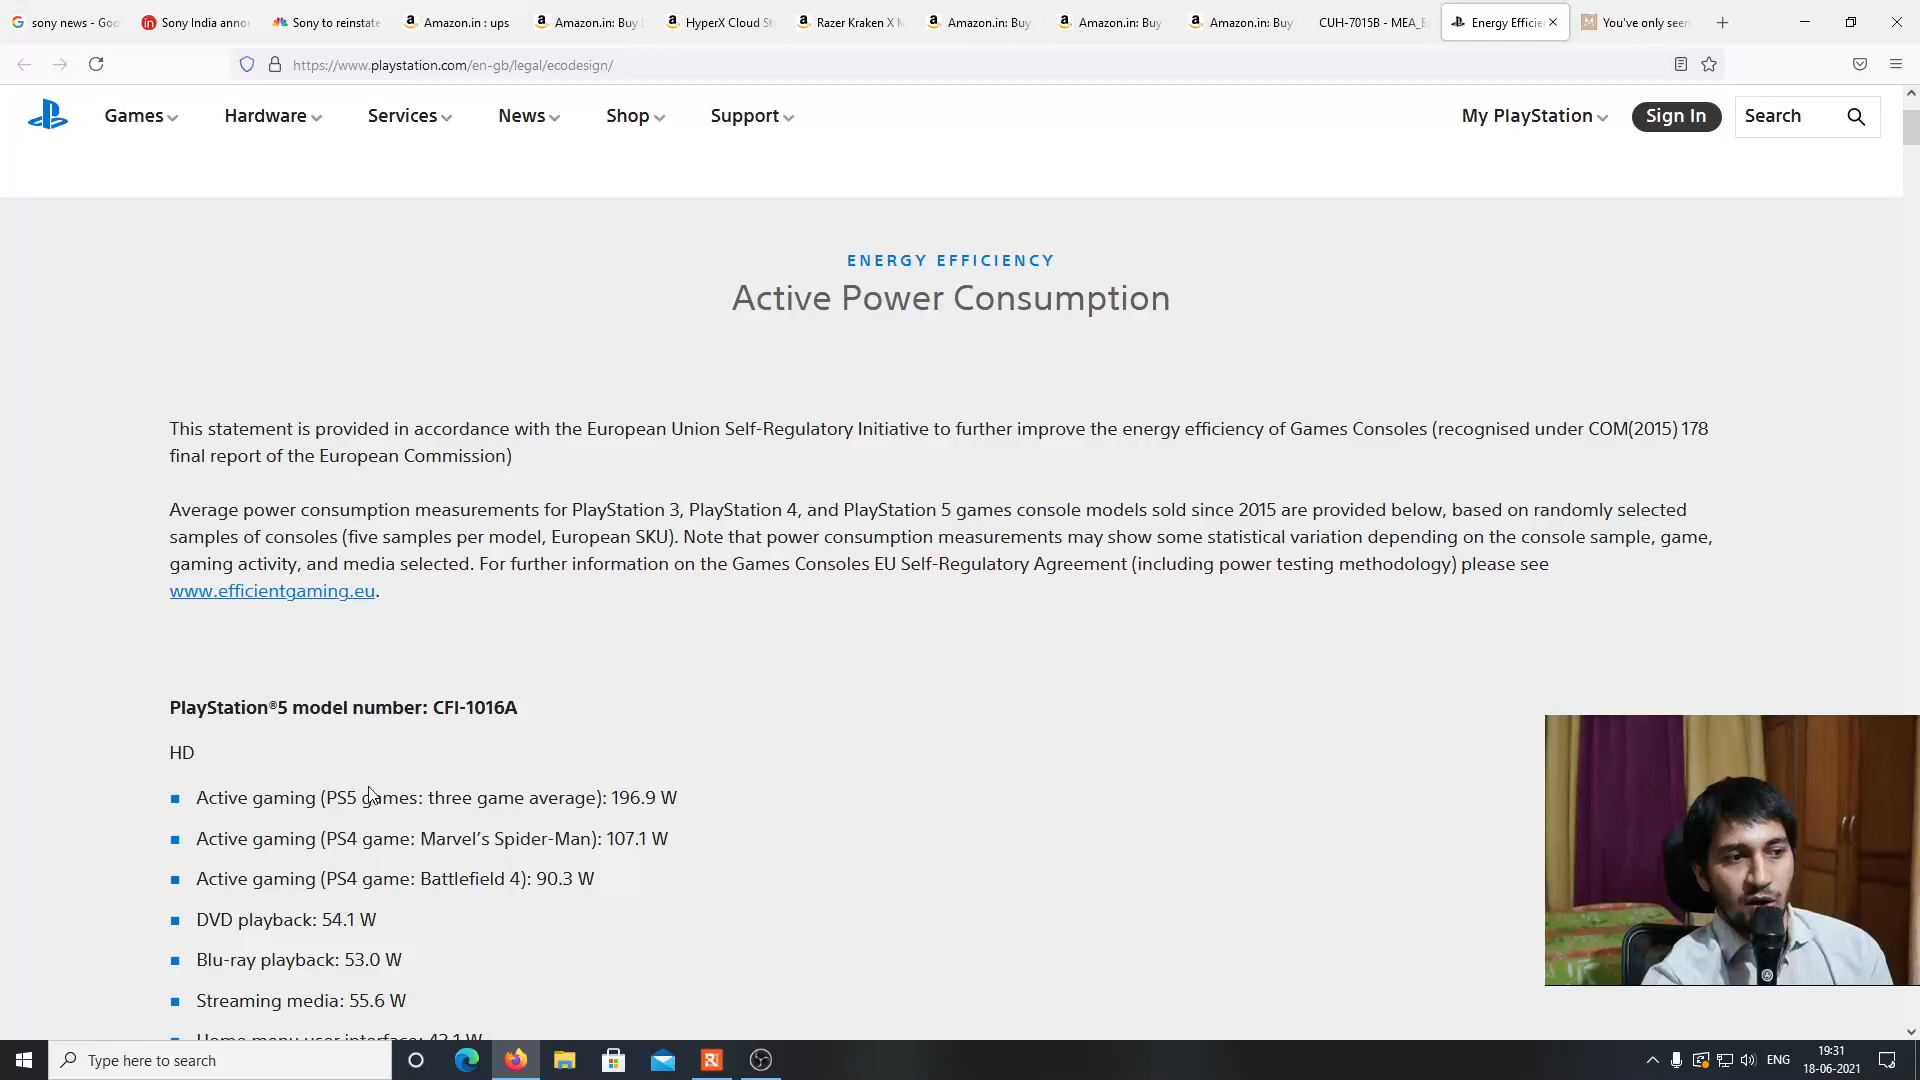 sony news - Goo
Sony India anno
Sony to reinstate
Amazon.in : ups
Amazon.in: Buy
HyperX Cloud St
Razer Kraken X M
Amazon.in: Buy
Amazon.in: Buy
Amazon.in: Buy
CUH-7015B - MEA_E
Energy Efficie
You've only seen
https://www.playstation.com/en-gb/legal/ecodesign/
Games
Hardware
Services
News
Shop
Support
My PlayStation
Sign In
Search
ENERGY EFFICIENCY
Active Power Consumption
This statement is provided in accordance with the European Union Self-Regulatory Initiative to further improve the energy efficiency of Games Consoles (recognised under COM(2015) 178
final report of the European Commission)
Average power consumption measurements for PlayStation 3, PlayStation 4, and PlayStation 5 games console models sold since 2015 are provided below, based on randomly selected
samples of consoles (five samples per model, European SKU). Note that power consumption measurements may show some statistical variation depending on the console sample, game,
gaming activity, and media selected. For further information on the Games Consoles EU Self-Regulatory Agreement (including power testing methodology) please see
www.efficientgaming.eu.
PlayStation®5 model number: CFI-1016A
HD
Active gaming (PS5 games: three game average): 196.9 W
Active gaming (PS4 game: Marvel's Spider-Man): 107.1 W
Active gaming (PS4 game: Battlefield 4): 90.3 W
DVD playback: 54.1 W
Blu-ray playback: 53.0 W
Streaming media: 55.6 W
Home menu user interface: 43.1 W
Type here to search
ENG
19:31
18-06-2021